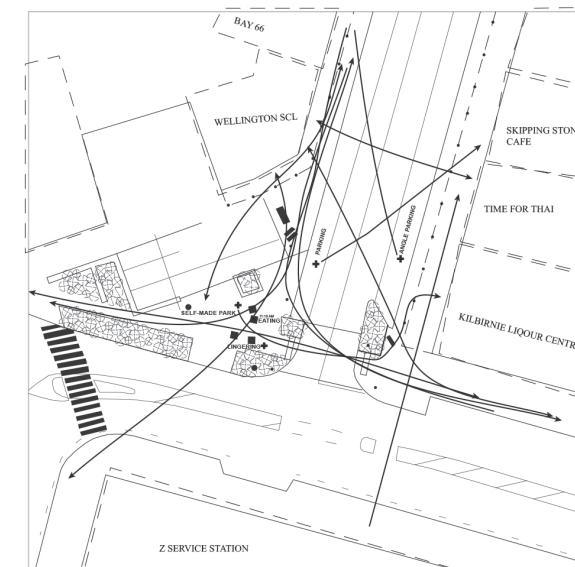 BAY 66
WELLINGTON SCL
SKIPPING STON
CAFE
TIME FOR THAI
PARKING
ANGLE PARKING
SELF-MADE PARK
EATING
LINGERING
KILBIRNIE LIQOUR CENTR
Z SERVICE STATION